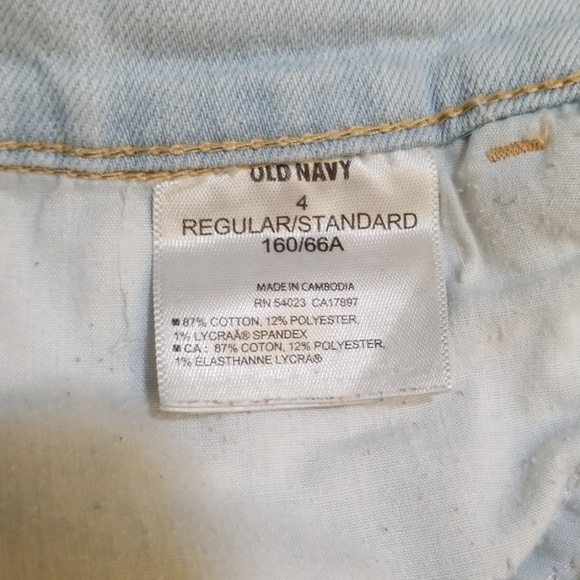 OLD NAVY
4
REGULAR/STANDARD
160/66A
MADE IN CAMBODIA
RN 54023 CA17897
M 87% COTTON, 12% POLYESTER,
1% LYCRAÂ® SPANDEX
M CA : 87% COTON, 12% POLYESTER,
1% ÉLASTHANNE LYCRA®